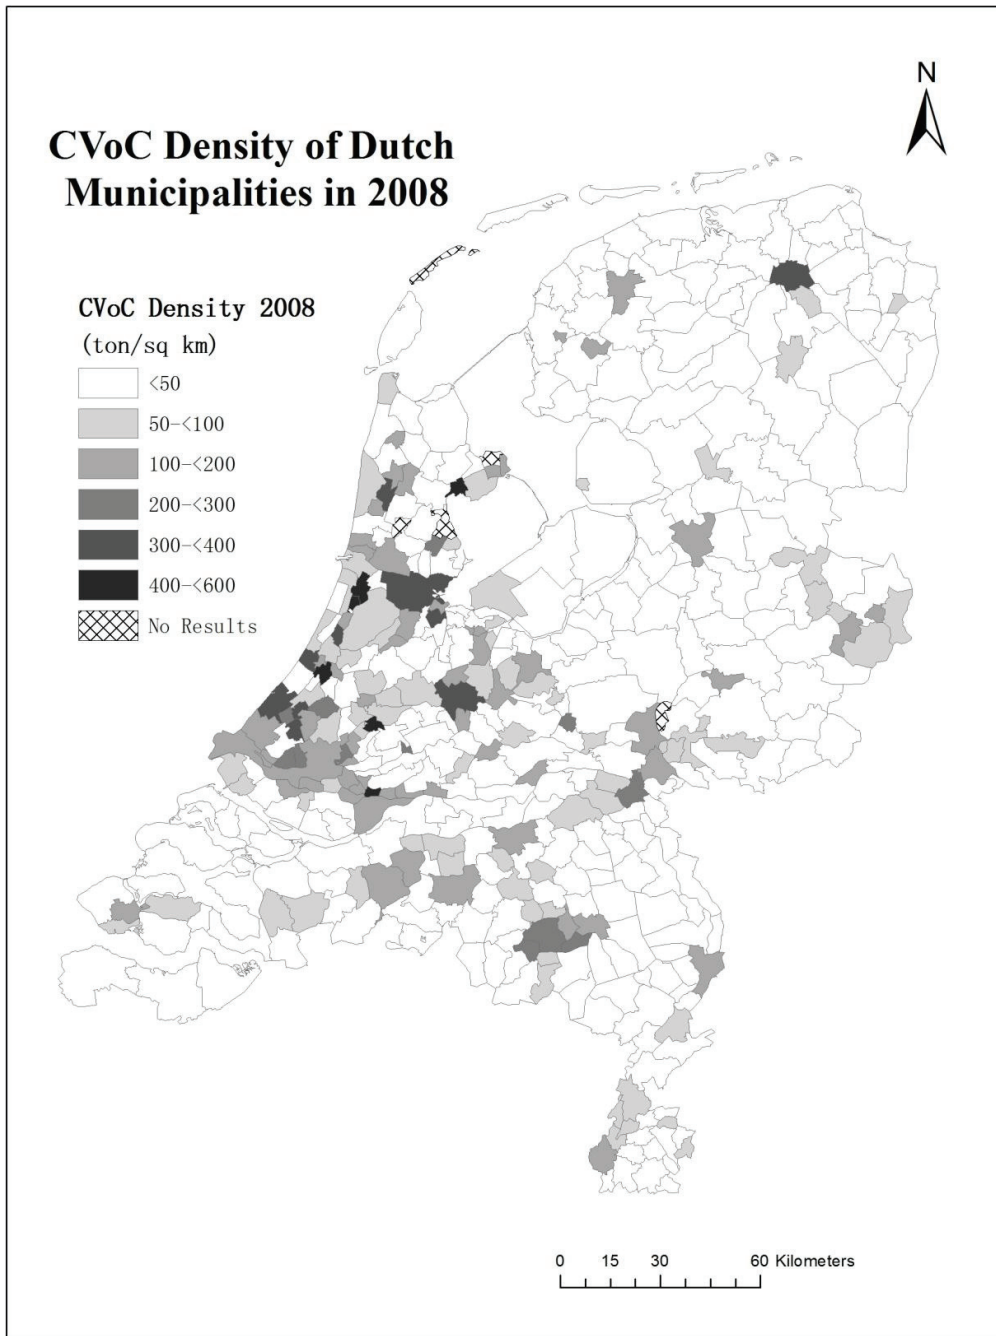 N
CVoC Density of Dutch
Municipalities in 2008
CVoC Density 2008
(ton/sq km)
<50
50-<100
100-<200
200-<300
300-<400
400-<600
No Results
0 15 30 60 Kilometers